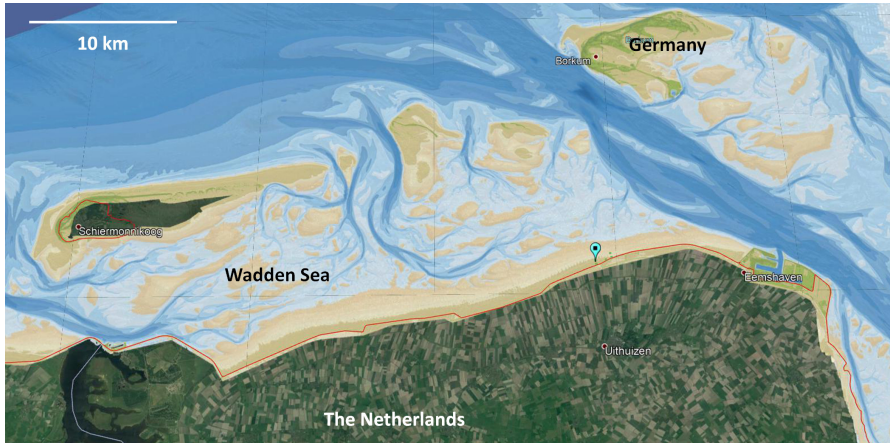 10 km
Germany
Borkum
Schiermonnikoog
Wadden Sea
Eemshaven
Uithuizen
The Netherlands